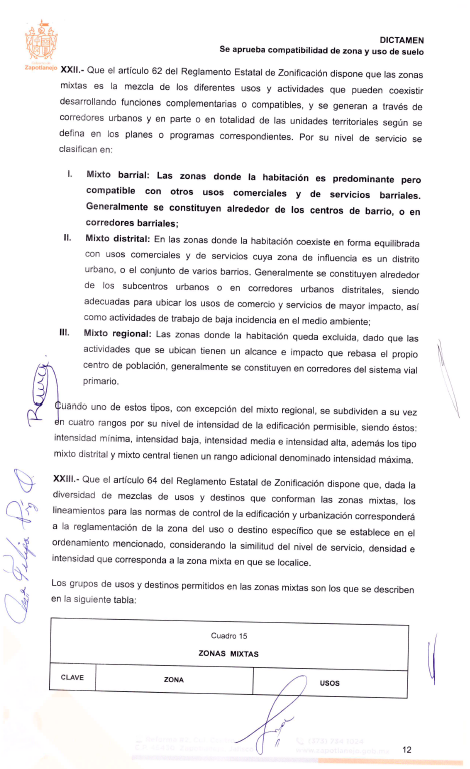 Zapotlanejo
DICTAMEN
Se aprueba compatibilidad de zona y uso de suelo
XXII.- Que el artículo 62 del Reglamento Estatal de Zonificación dispone que las zonas
mixtas es la mezcla de los diferentes usos y actividades que pueden coexistir
desarrollando funciones complementarias o compatibles, y se generan a través de
corredores urbanos y en parte o en totalidad de las unidades territoriales según se
defina en los planes o programas correspondientes. Por su nivel de servicio se
clasifican en:
I. Mixto barrial: Las zonas donde la habitación es predominante pero
compatible con otros usos comerciales y de servicios barriales.
Generalmente se constituyen alrededor de los centros de barrio, o en
corredores barriales;
II. Mixto distrital: En las zonas donde la habitación coexiste en forma equilibrada
con usos comerciales y de servicios cuya zona de influencia es un distrito
urbano, o el conjunto de varios barrios. Generalmente se constituyen alrededor
de los subcentros urbanos o en corredores urbanos distritales, siendo
adecuadas para ubicar los usos de comercio y servicios de mayor impacto, así
como actividades de trabajo de baja incidencia en el medio ambiente;
III. Mixto regional: Las zonas donde la habitación queda excluida, dado que las
actividades que se ubican tienen un alcance e impacto que rebasa el propio
centro de población, generalmente se constituyen en corredores del sistema vial
primario.
Cuando uno de estos tipos, con excepción del mixto regional, se subdividen a su vez
en cuatro rangos por su nivel de intensidad de la edificación permisible, siendo éstos:
intensidad mínima, intensidad baja, intensidad media e intensidad alta, además los tipo
mixto distrital y mixto central tienen un rango adicional denominado intensidad máxima.
XXIII.- Que el artículo 64 del Reglamento Estatal de Zonificación dispone que, dada la
diversidad de mezclas de usos y destinos que conforman las zonas mixtas, los
lineamientos para las normas de control de la edificación y urbanización corresponderá
a la reglamentación de la zona del uso o destino específico que se establece en el
ordenamiento mencionado, considerando la similitud del nivel de servicio, densidad e
intensidad que corresponda a la zona mixta en que se localice.
Los grupos de usos y destinos permitidos en las zonas mixtas son los que se describen
en la siguiente tabla:
Cuadro 15
ZONAS MIXTAS
CLAVE ZONA USOS
12